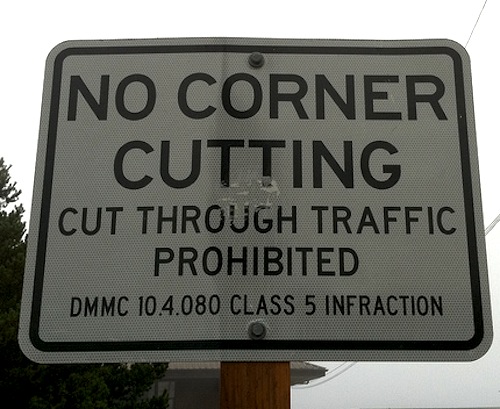 NO CORNER
CUTTING
CUT THROUGH TRAFFIC
PROHIBITED
DMMC 10.4.080 CLASS 5 INFRACTION